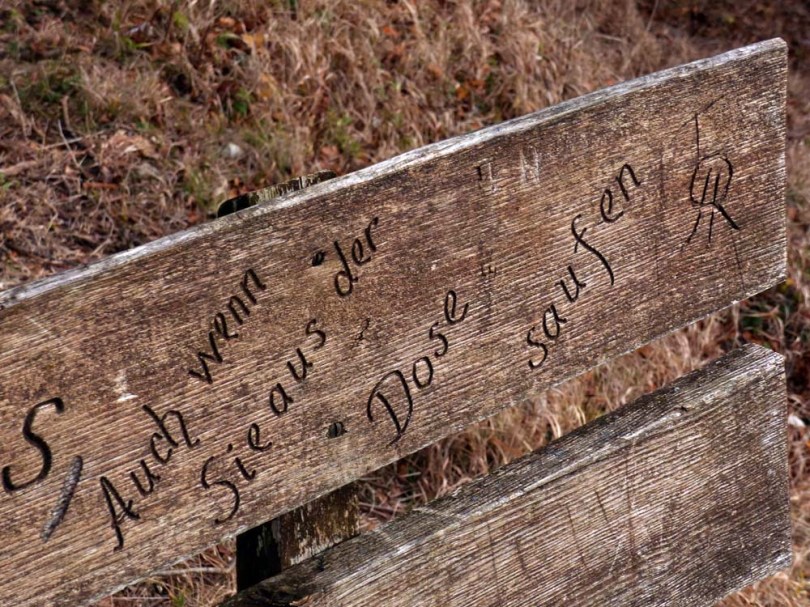 S,
Auch wenn
Sie aus der
Dose"
saufen